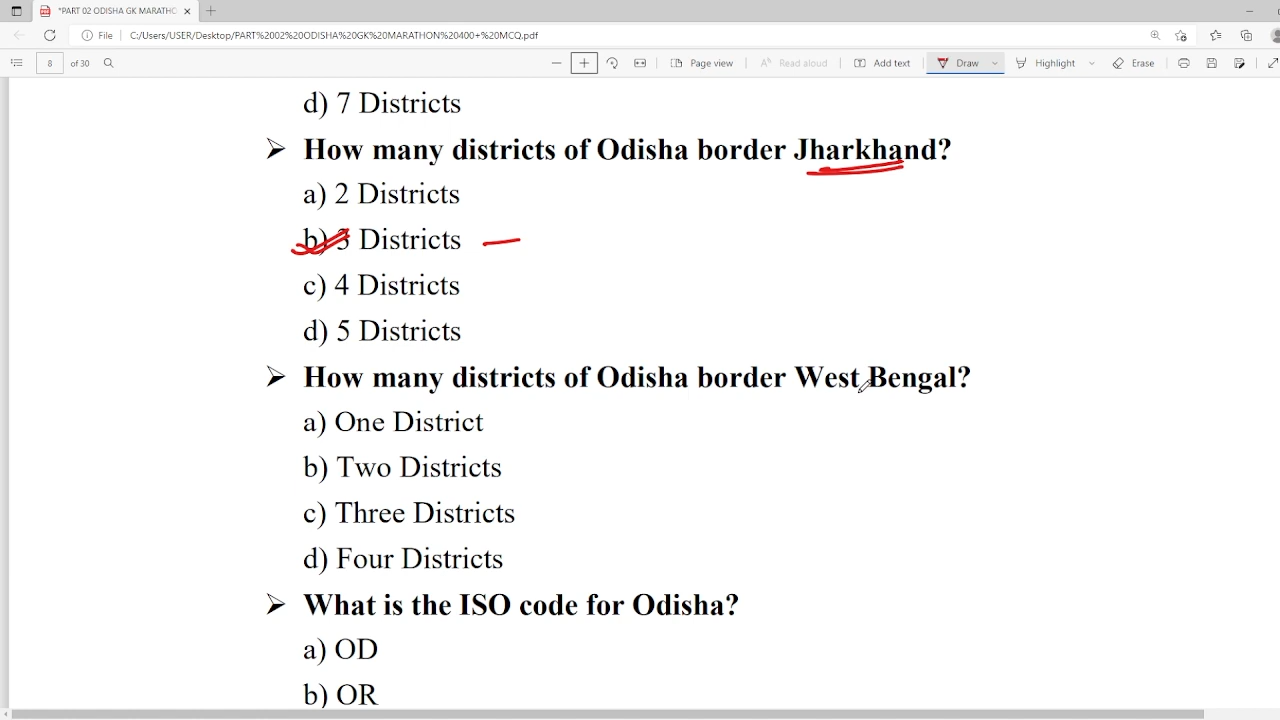 *PART 02 ODISHA GK MARATHO
File
C:/Users/USER/Desktop/PART%2002%20ODISHA%20GK%20MARATHON%20400+%20MCQ.pdf
8 of 30
Page view
Read aloud
Add text
Draw
Highlight
Erase
d) 7 Districts
➢ How many districts of Odisha border Jharkhand?
a) 2 Districts
b) 3 Districts
c) 4 Districts
d) 5 Districts
➢ How many districts of Odisha border West Bengal?
a) One District
b) Two Districts
c) Three Districts
d) Four Districts
➢ What is the ISO code for Odisha?
a) OD
b) OR